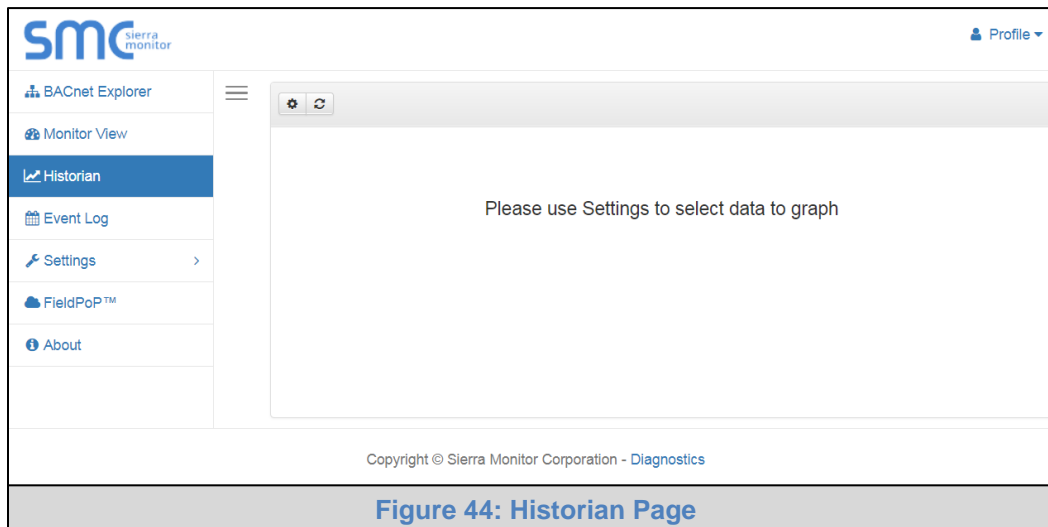 SMC sierra monitor
Profile
BACnet Explorer
Monitor View
Historian
Event Log
Settings
FieldPoP™
About
Please use Settings to select data to graph
Copyright © Sierra Monitor Corporation - Diagnostics
Figure 44: Historian Page